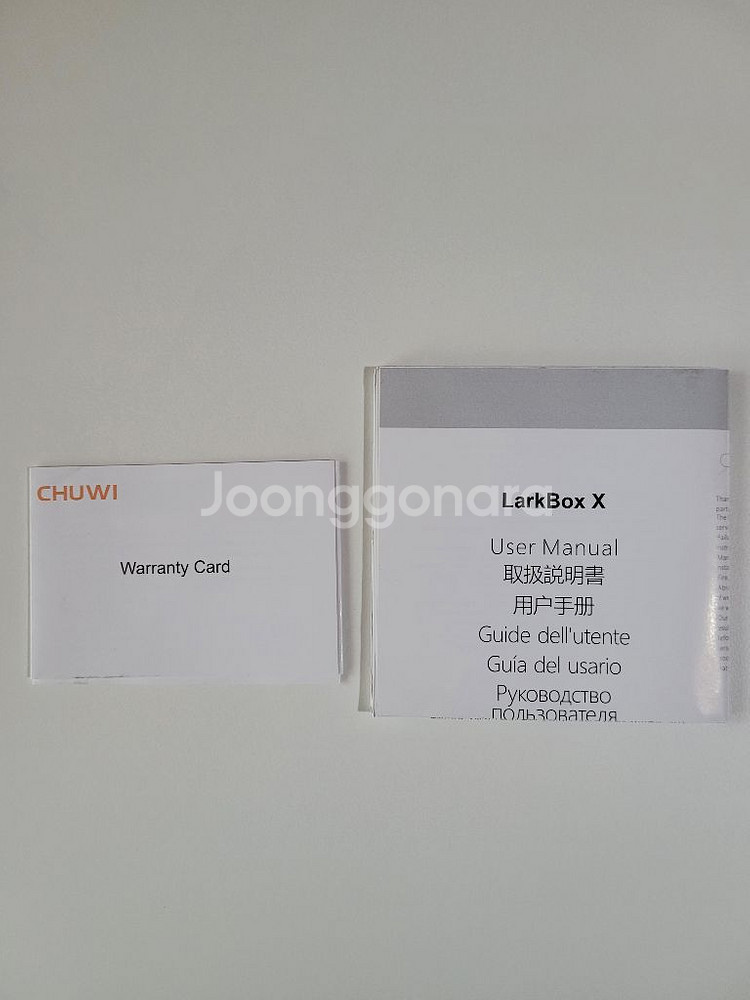 CHUWI
Warranty Card
Joonggonara
LarkBox X
User Manual
取扱説明書
用户手册
Guide dell'utente
Guía del usario
Руководство
пользователя